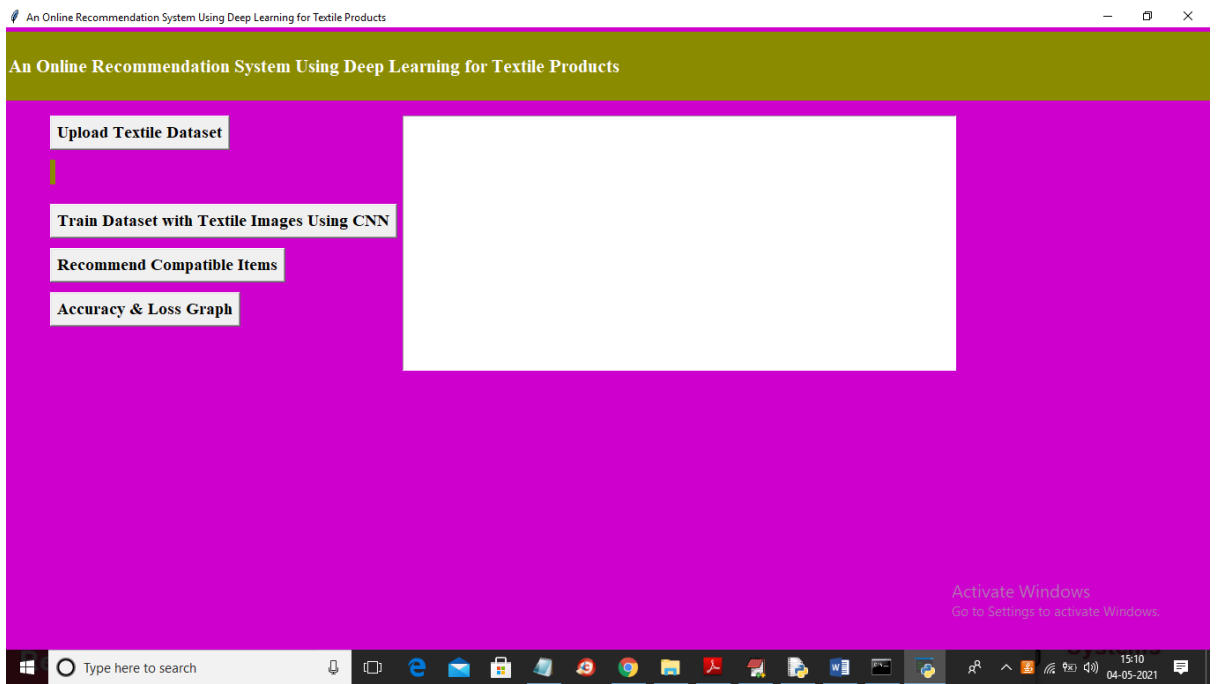 An Online Recommendation System Using Deep Learning for Textile Products
An Online Recommendation System Using Deep Learning for Textile Products
Upload Textile Dataset
Train Dataset with Textile Images Using CNN
Recommend Compatible Items
Accuracy & Loss Graph
Activate Windows
Go to Settings to activate Windows.
Type here to search
15:10
04-05-2021